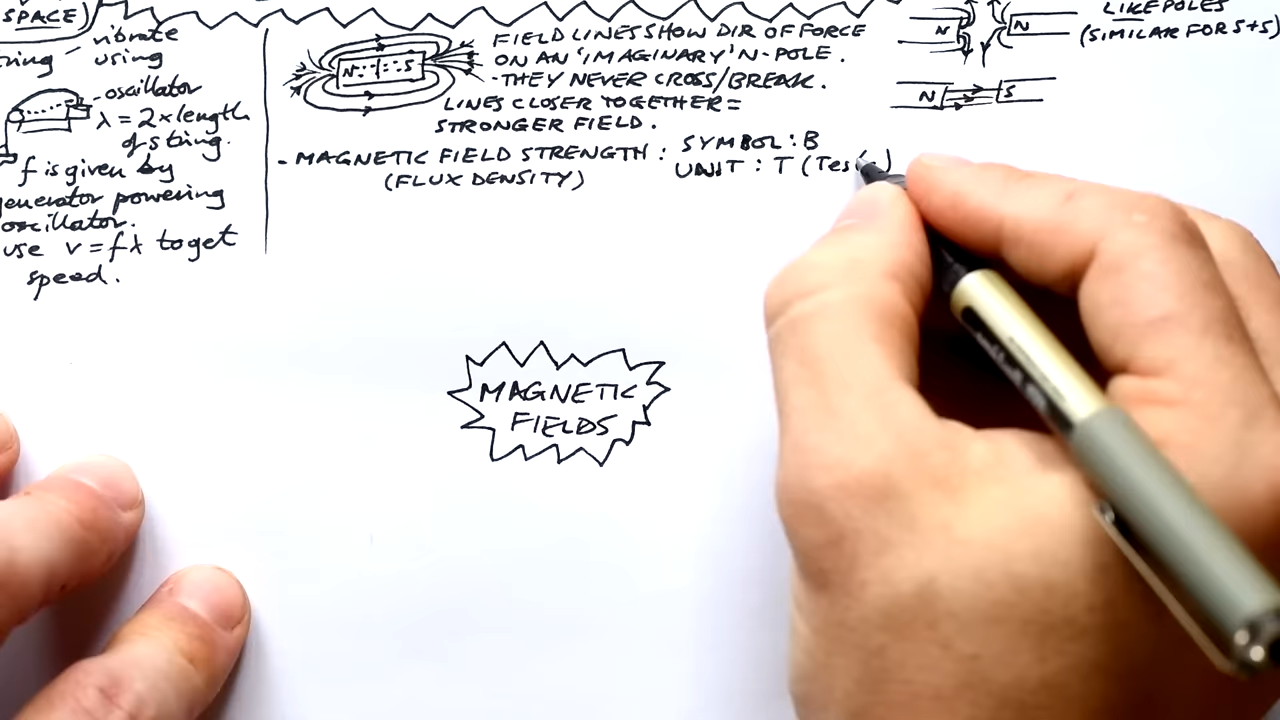 SPACE)
vibrate
using
- oscillator
λ = 2 x length
of string.
f is given by
generator powering
oscillator.
use v = fλ to get
speed.
N S
FIELD LINES SHOW DIR OF FORCE
ON AN 'IMAGINARY' N-POLE.
- THEY NEVER CROSS/BREAK.
LINES CLOSER TOGETHER =
STRONGER FIELD.
- MAGNETIC FIELD STRENGTH : SYMBOL : B
(FLUX DENSITY) UNIT : T (Tes
N N
LIKE POLES
(SIMILAR FOR S+S)
N S
MAGNETIC
FIELDS